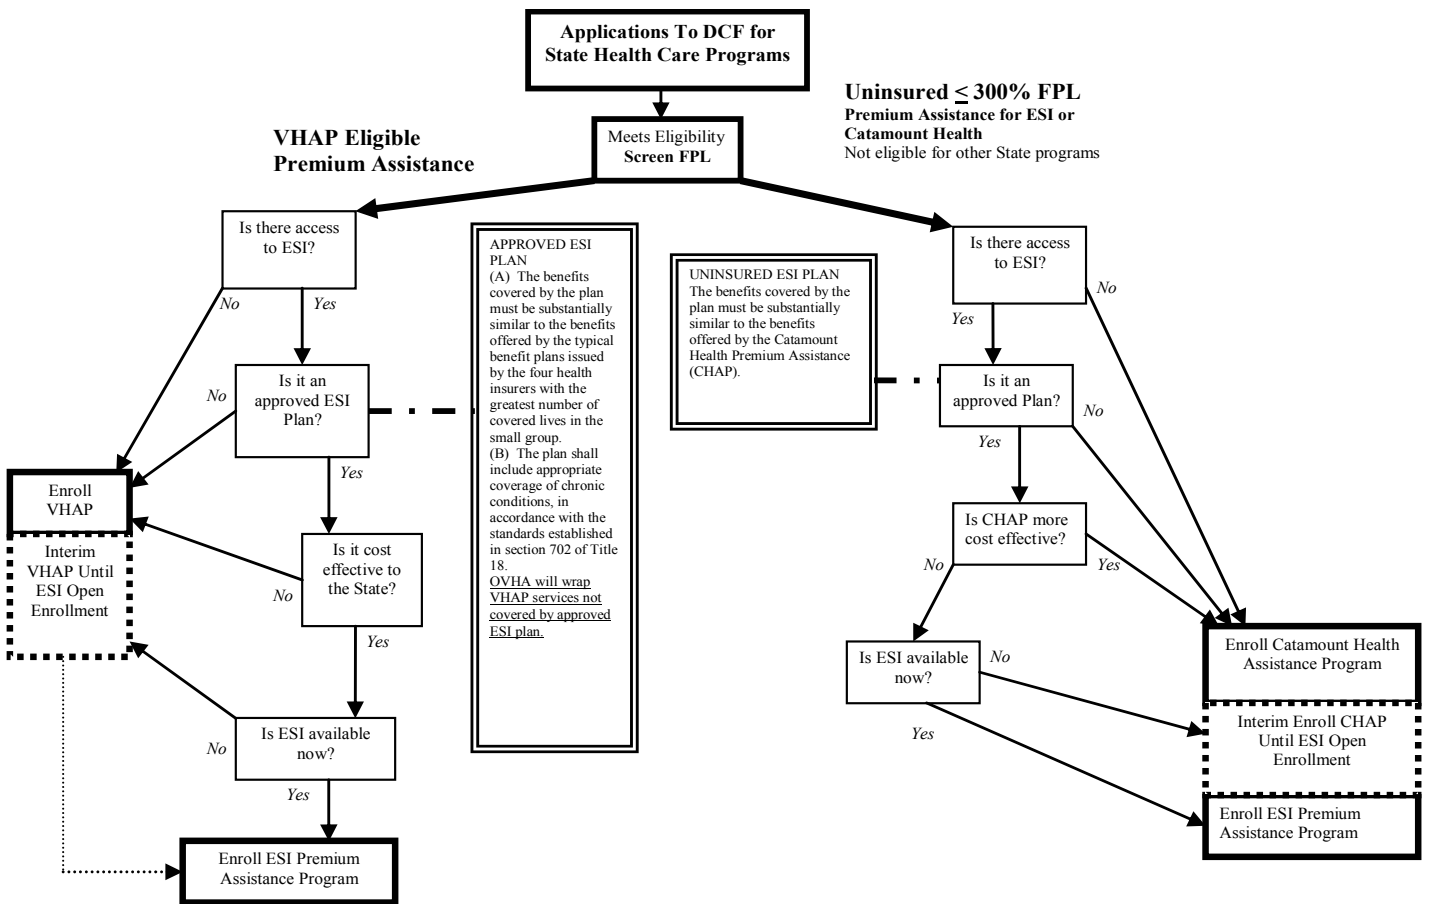 Applications To DCF for
State Health Care Programs
Uninsured ≤ 300% FPL
Premium Assistance for ESI or
Catamount Health
Not eligible for other State programs
VHAP Eligible
Premium Assistance
Meets Eligibility
Screen FPL
Is there access
to ESI?
No
Yes
Is it an
approved ESI
Plan?
No
Yes
Enroll
VHAP
Interim
VHAP Until
ESI Open
Enrollment
Is it cost
effective to
the State?
No
Yes
Is ESI available
now?
No
Yes
Enroll ESI Premium
Assistance Program
APPROVED ESI
PLAN
(A) The benefits
covered by the plan
must be substantially
similar to the benefits
offered by the typical
benefit plans issued
by the four health
insurers with the
greatest number of
covered lives in the
small group.
(B) The plan shall
include appropriate
coverage of chronic
conditions, in
accordance with the
standards established
in section 702 of Title
18.
OVHA will wrap
VHAP services not
covered by approved
ESI plan.
UNINSURED ESI PLAN
The benefits covered by the
plan must be substantially
similar to the benefits
offered by the Catamount
Health Premium Assistance
(CHAP).
Is there access
to ESI?
No
Yes
Is it an
approved Plan?
No
Yes
Is CHAP more
cost effective?
No
Yes
Is ESI available
now?
No
Yes
Enroll Catamount Health
Assistance Program
Interim Enroll CHAP
Until ESI Open
Enrollment
Enroll ESI Premium
Assistance Program